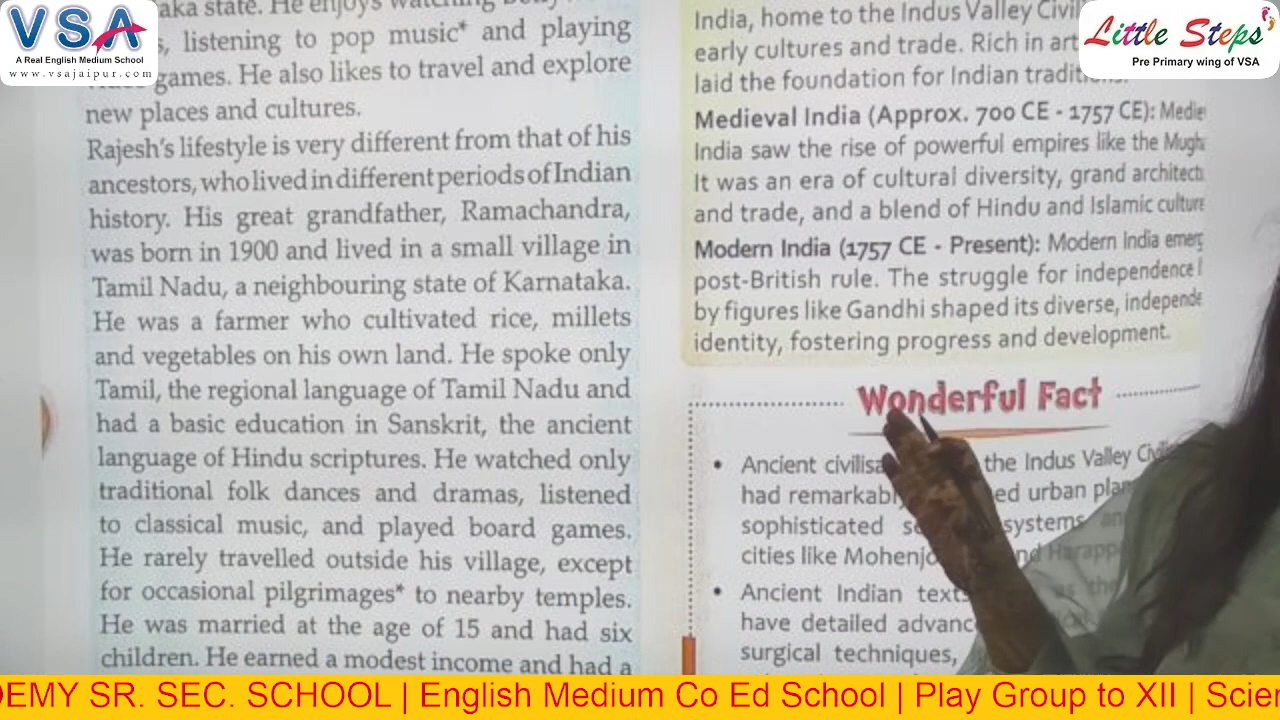 VSA
A Real English Medium School
www.vsajaipur.com
Little Steps
Pre Primary wing of VSA
state. He enjoys
listening to pop music* and playing
games. He also likes to travel and explore
new places and cultures.
Rajesh's lifestyle is very different from that of his
ancestors, who lived in different periods of Indian
history. His great grandfather, Ramachandra,
was born in 1900 and lived in a small village in
Tamil Nadu, a neighbouring state of Karnataka.
He was a farmer who cultivated rice, millets
and vegetables on his own land. He spoke only
Tamil, the regional language of Tamil Nadu and
had a basic education in Sanskrit, the ancient
language of Hindu scriptures. He watched only
traditional folk dances and dramas, listened
to classical music, and played board games.
He rarely travelled outside his village, except
for occasional pilgrimages* to nearby temples.
He was married at the age of 15 and had six
children. He earned a modest income and had a
India, home to the Indus Valley
early cultures and trade. Rich in art
laid the foundation for Indian
Medieval India (Approx. 700 CE - 1757 CE):
India saw the rise of powerful empires like the
It was an era of cultural diversity, grand
and trade, and a blend of Hindu and Islamic
Modern India (1757 CE - Present): Modern India
post-British rule. The struggle for independence
by figures like Gandhi shaped its diverse,
identity, fostering progress and development.
Wonderful Fact
• Ancient the Indus Valley
had urban
sophisticated systems
cities like
• Ancient Indian
have detailed
surgical techniques,
DEMY SR. SEC. SCHOOL | English Medium Co Ed School | Play Group to XII | Scien